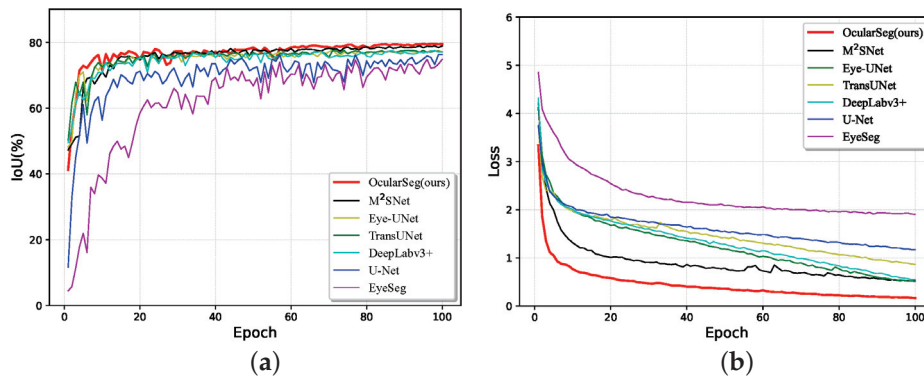 80
60
40
20
0
IoU(%)
OcularSeg(ours)
M²SNet
Eye-UNet
TransUNet
DeepLabv3+
U-Net
EyeSeg
0 20 40 60 80 100
Epoch
(a)
6
5
4
3
2
1
0
Loss
OcularSeg(ours)
M²SNet
Eye-UNet
TransUNet
DeepLabv3+
U-Net
EyeSeg
0 20 40 60 80 100
Epoch
(b)